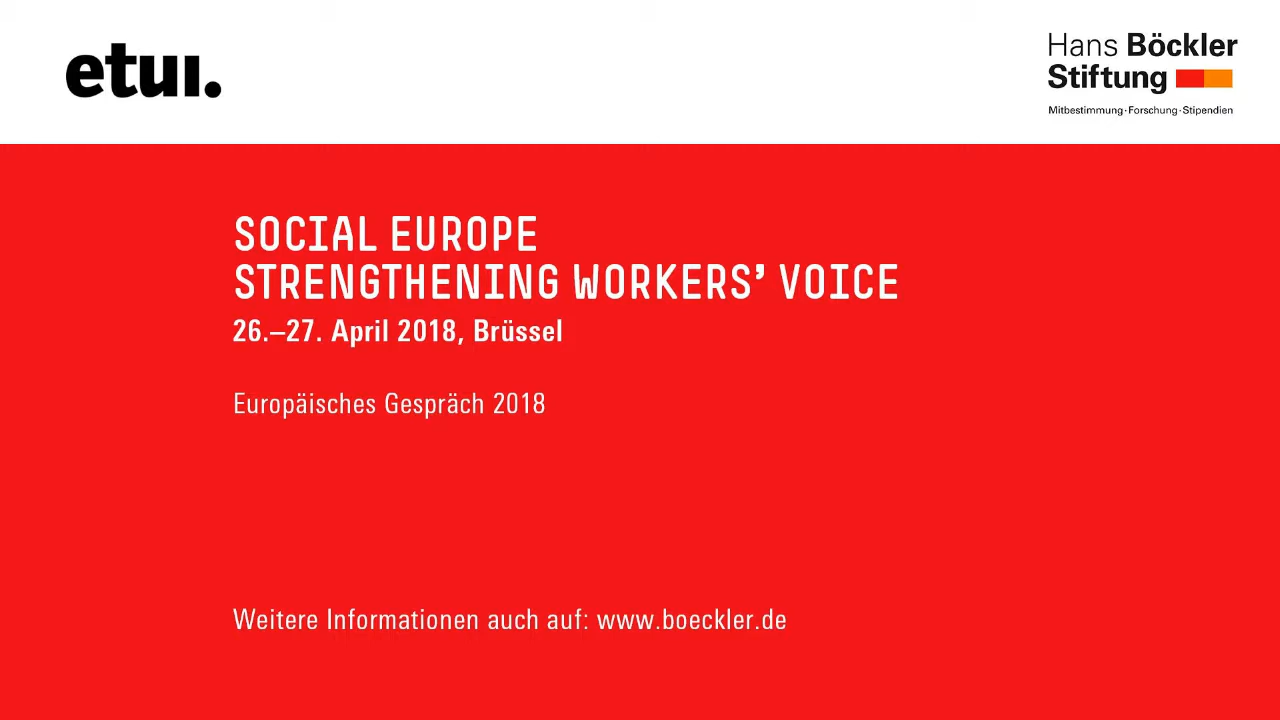 etui.
Hans Böckler
Stiftung
Mitbestimmung·Forschung·Stipendien
SOCIAL EUROPE
STRENGTHENING WORKERS’ VOICE
26.–27. April 2018, Brüssel
Europäisches Gespräch 2018
Weitere Informationen auch auf: www.boeckler.de